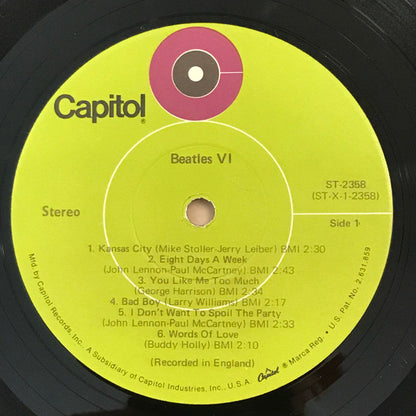 Capitol®
Beatles VI
ST-2358
(ST-X-1-2358)
Stereo
Side 1
1. Kansas City (Mike Stoller-Jerry Leiber) BMI 2:30
2. Eight Days A Week
(John Lennon-Paul McCartney) BMI 2:43
3. You Like Me Too Much
(George Harrison) BMI 2:34
4. Bad Boy (Larry Williams) BMI 2:17
5. I Don't Want To Spoil The Party
(John Lennon-Paul McCartney) BMI 2:33
6. Words Of Love
(Buddy Holly) BMI 2:10
(Recorded in England)
Mfd. by Capitol Records, Inc., A Subsidiary of Capitol Industries, Inc., U.S.A. Capitol ® Marca Reg. • U.S. Pat. No. 2,631,859